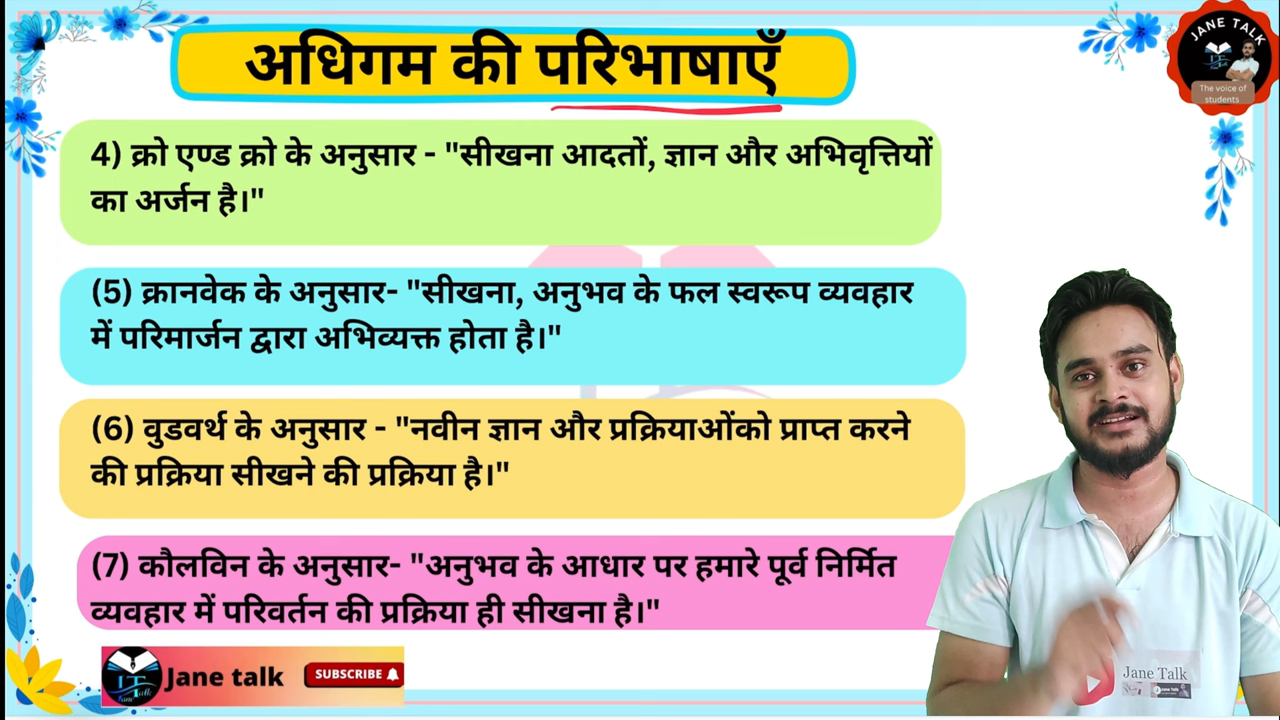 अधिगम की परिभाषाएँ
JANE TALK
The voice of
students
4) क्रो एण्ड क्रो के अनुसार - "सीखना आदतों, ज्ञान और अभिवृत्तियों
का अर्जन है।"
(5) क्रानवेक के अनुसार- "सीखना, अनुभव के फल स्वरूप व्यवहार
में परिमार्जन द्वारा अभिव्यक्त होता है।"
(6) वुडवर्थ के अनुसार - "नवीन ज्ञान और प्रक्रियाओंको प्राप्त करने
की प्रक्रिया सीखने की प्रक्रिया है।"
(7) कौलविन के अनुसार- "अनुभव के आधार पर हमारे पूर्व निर्मित
व्यवहार में परिवर्तन की प्रक्रिया ही सीखना है।"
Jane talk
SUBSCRIBE
Jane Talk